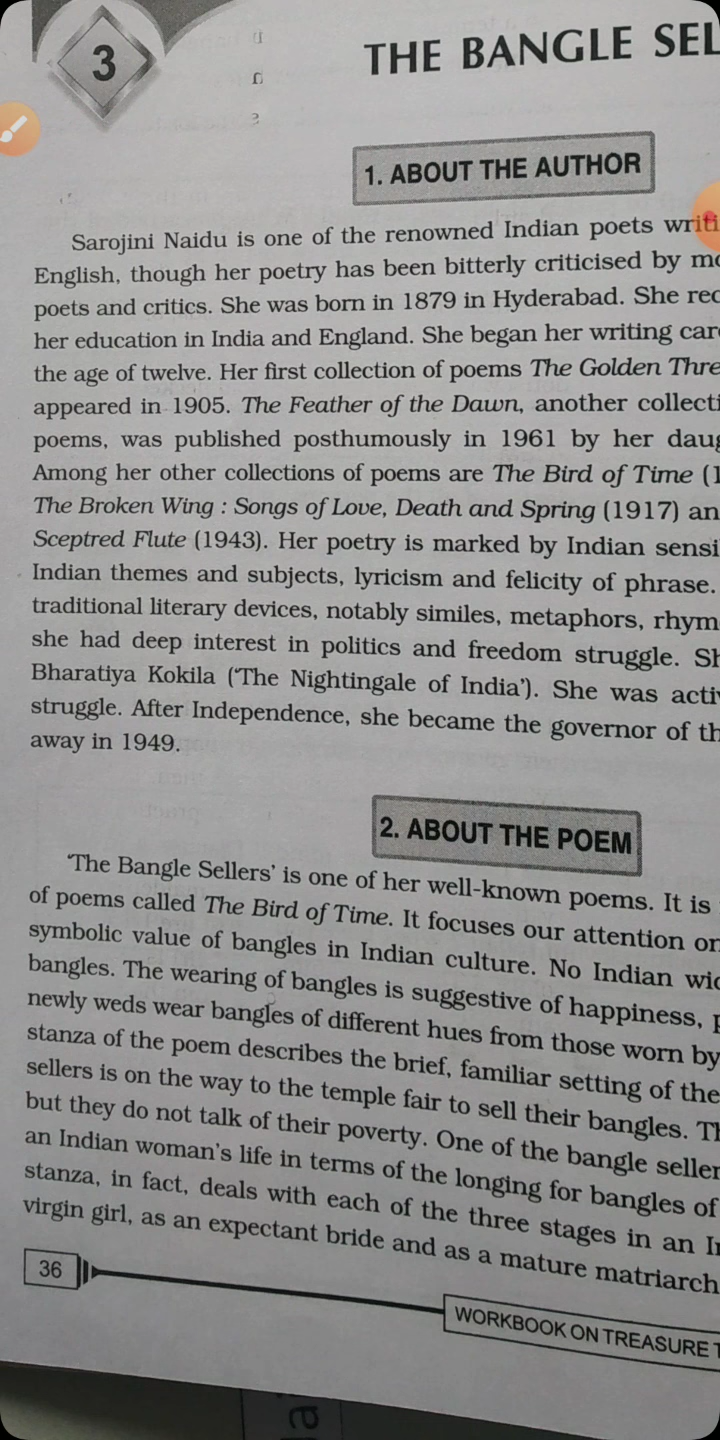 3
THE BANGLE SEL
1. ABOUT THE AUTHOR
Sarojini Naidu is one of the renowned Indian poets writi
English, though her poetry has been bitterly criticised by mo
poets and critics. She was born in 1879 in Hyderabad. She rec
her education in India and England. She began her writing car
the age of twelve. Her first collection of poems The Golden Thre
appeared in 1905. The Feather of the Dawn, another collecti
poems, was published posthumously in 1961 by her daug
Among her other collections of poems are The Bird of Time (1
The Broken Wing : Songs of Love, Death and Spring (1917) an
Sceptred Flute (1943). Her poetry is marked by Indian sensi
Indian themes and subjects, lyricism and felicity of phrase.
traditional literary devices, notably similes, metaphors, rhym
she had deep interest in politics and freedom struggle. Sh
Bharatiya Kokila (‘The Nightingale of India’). She was activ
struggle. After Independence, she became the governor of th
away in 1949.
2. ABOUT THE POEM
‘The Bangle Sellers’ is one of her well-known poems. It is
of poems called The Bird of Time. It focuses our attention on
symbolic value of bangles in Indian culture. No Indian wid
bangles. The wearing of bangles is suggestive of happiness, p
newly weds wear bangles of different hues from those worn by
stanza of the poem describes the brief, familiar setting of the
sellers is on the way to the temple fair to sell their bangles. Th
but they do not talk of their poverty. One of the bangle seller
an Indian woman’s life in terms of the longing for bangles of
stanza, in fact, deals with each of the three stages in an In
virgin girl, as an expectant bride and as a mature matriarch
36
WORKBOOK ON TREASURE T